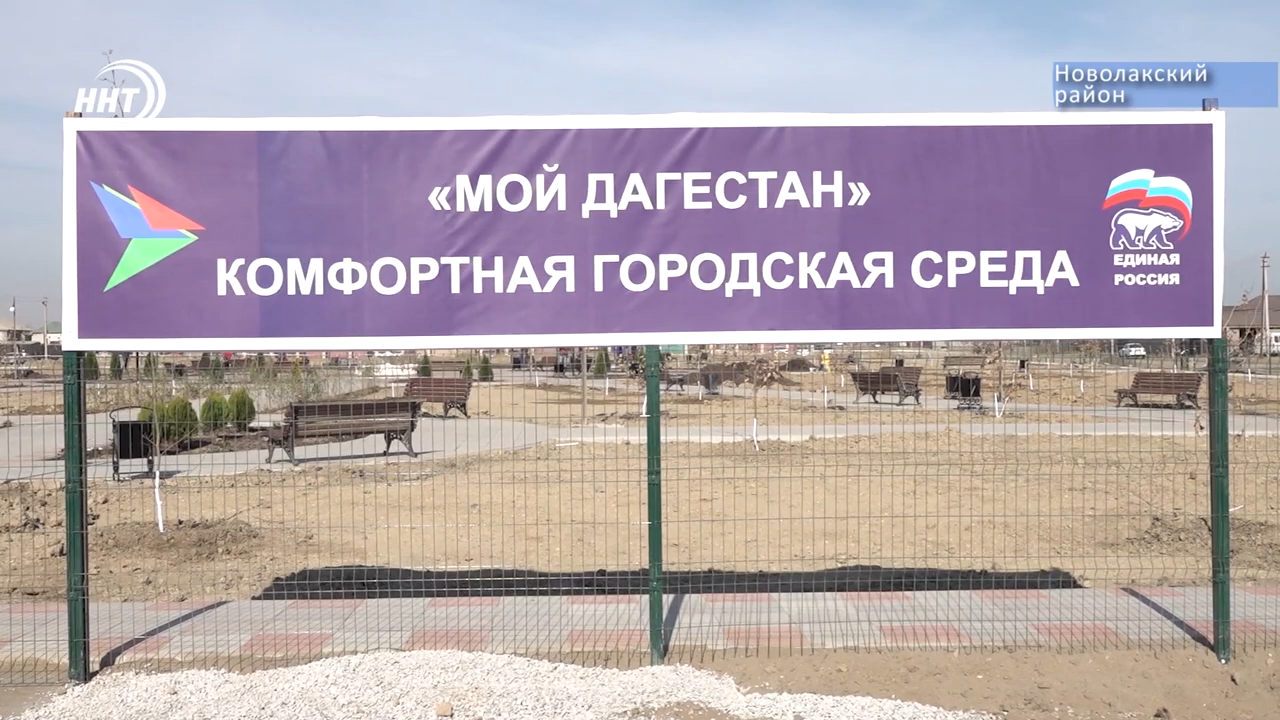 ННТ
Новолакский
район
«МОЙ ДАГЕСТАН»
КОМФОРТНАЯ ГОРОДСКАЯ СРЕДА
ЕДИНАЯ
РОССИЯ